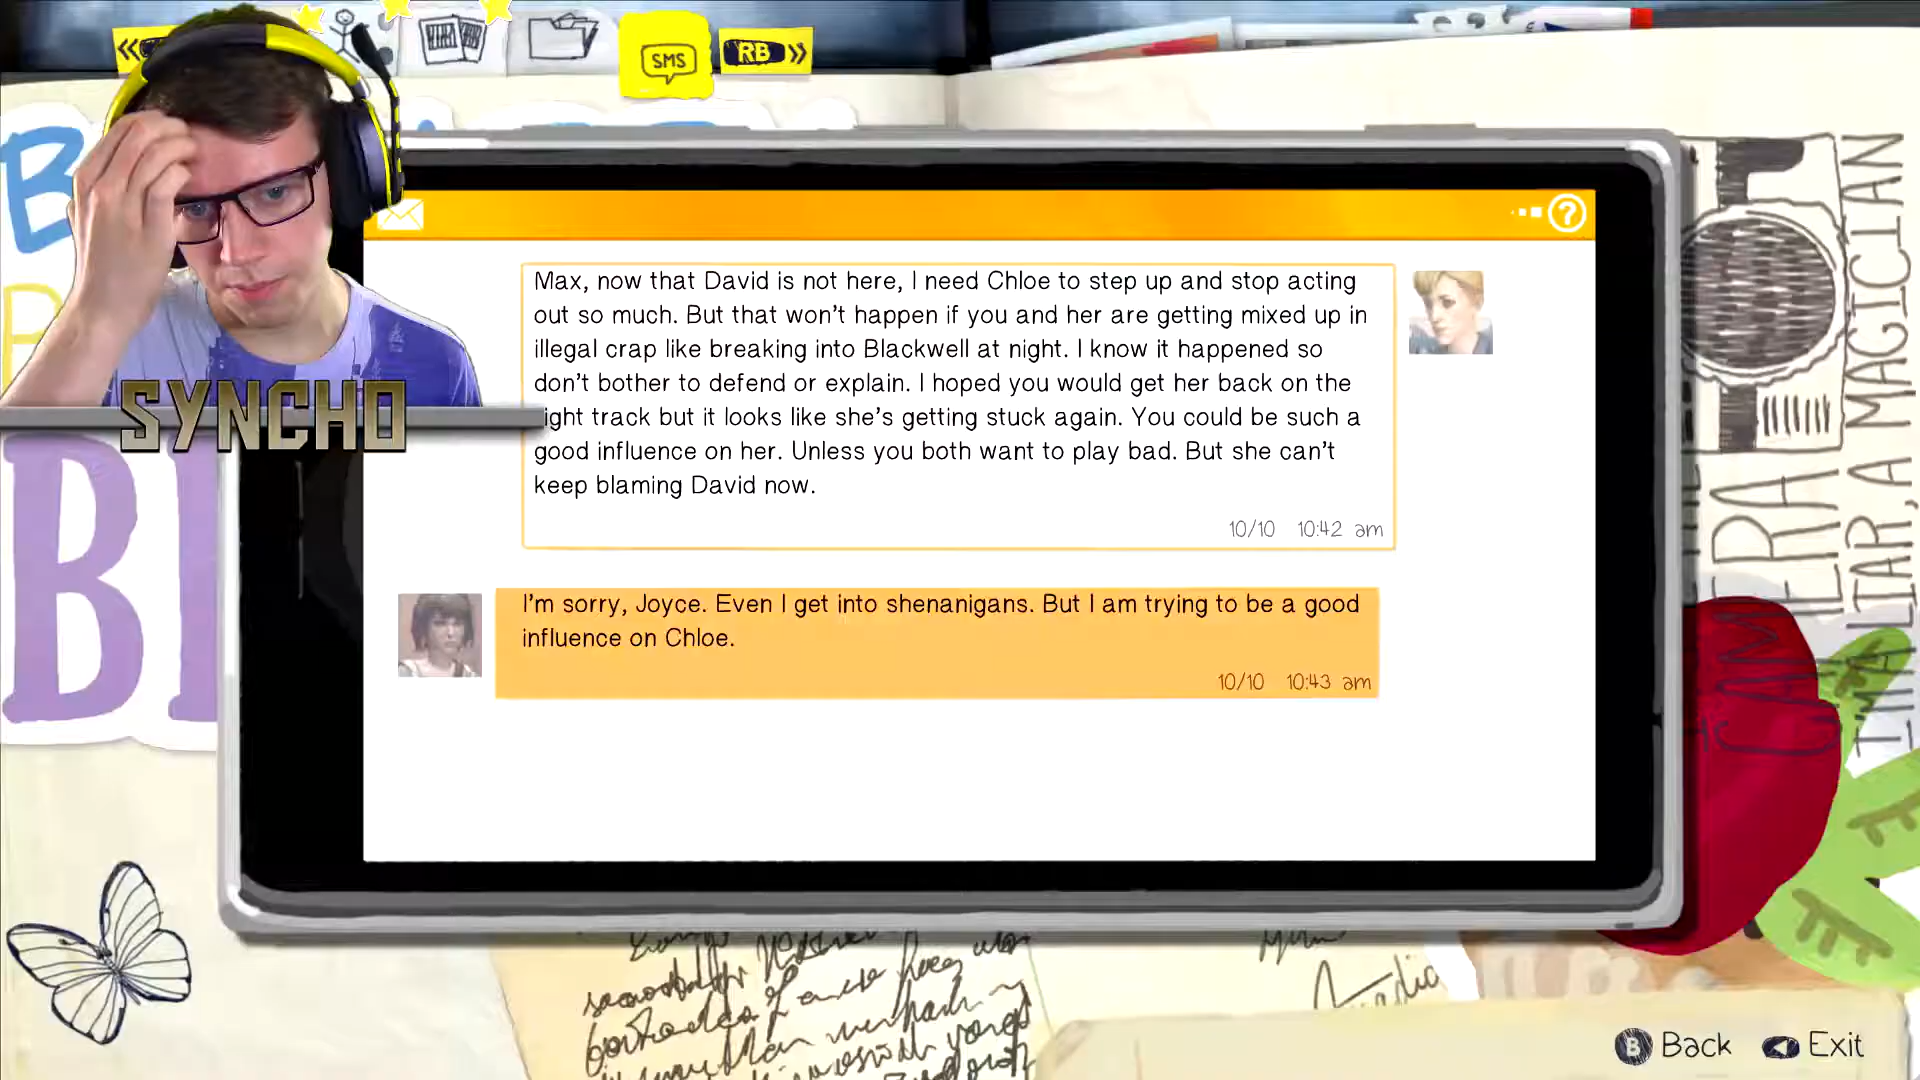 SMS
RB
SYNCHO
Max, now that David is not here, I need Chloe to step up and stop acting
out so much. But that won't happen if you and her are getting mixed up in
illegal crap like breaking into Blackwell at night. I know it happened so
don't bother to defend or explain. I hoped you would get her back on the
ight track but it looks like she's getting stuck again. You could be such a
good influence on her. Unless you both want to play bad. But she can't
keep blaming David now.
10/10 10:42 am
I'm sorry, Joyce. Even I get into shenanigans. But I am trying to be a good
influence on Chloe.
10/10 10:43 am
A MAGICIAN
B Back
Exit